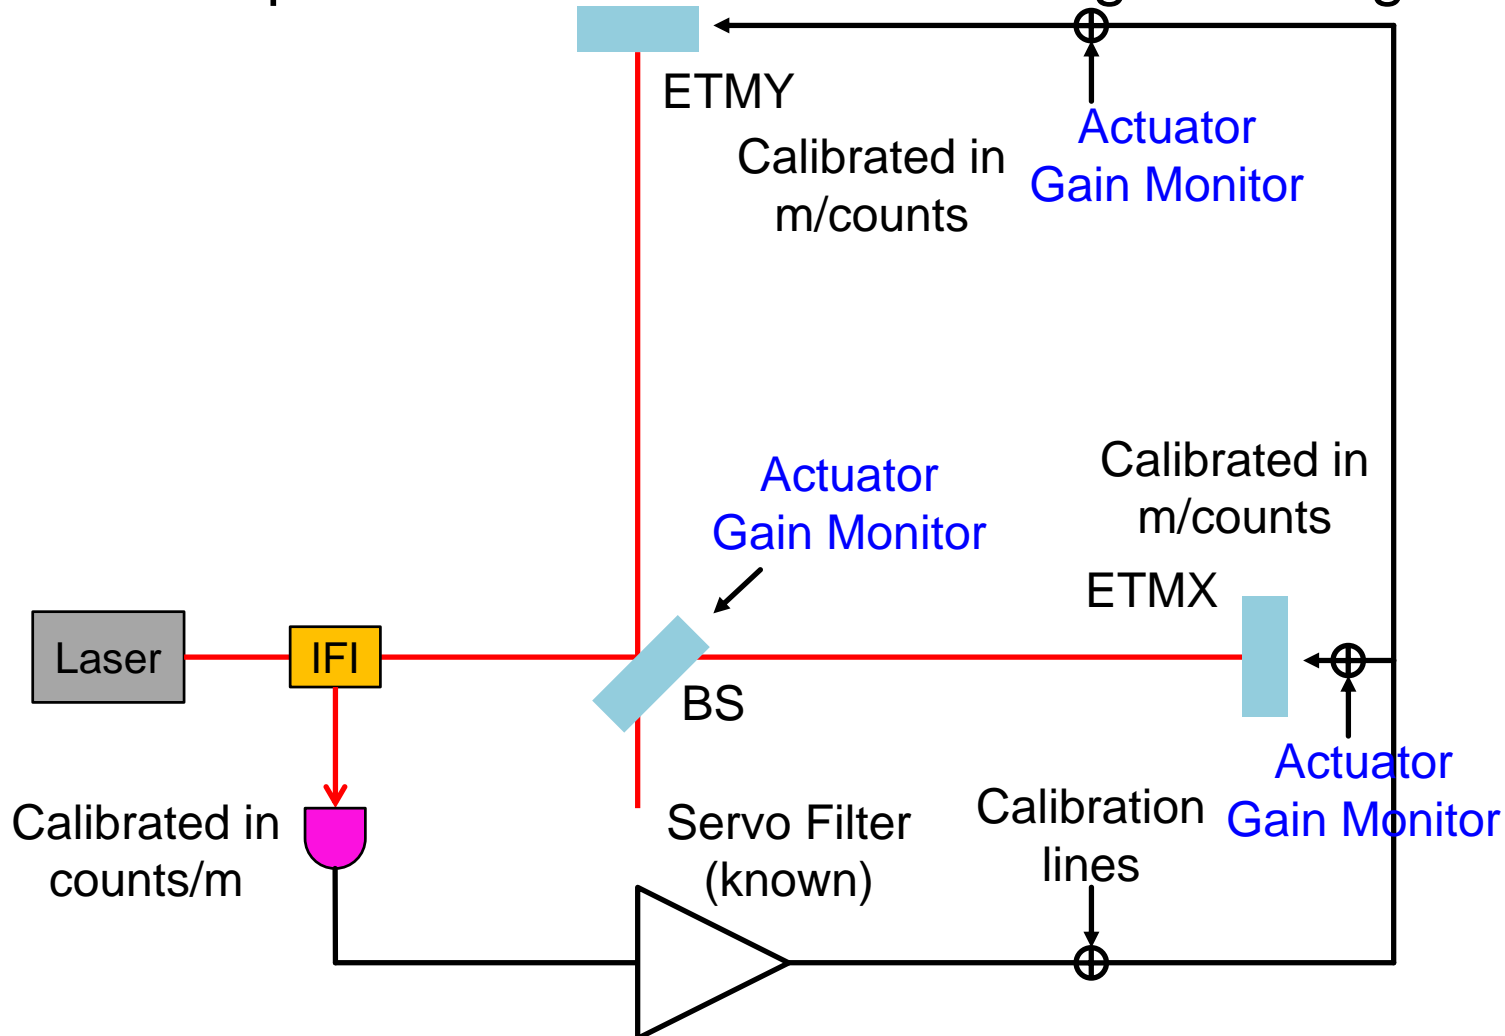 ETMY
Calibrated in
m/counts
Actuator
Gain Monitor
Actuator
Gain Monitor
Calibrated in
m/counts
ETMX
Laser
IFI
BS
Actuator
Gain Monitor
Calibrated in
counts/m
Servo Filter
(known)
Calibration
lines